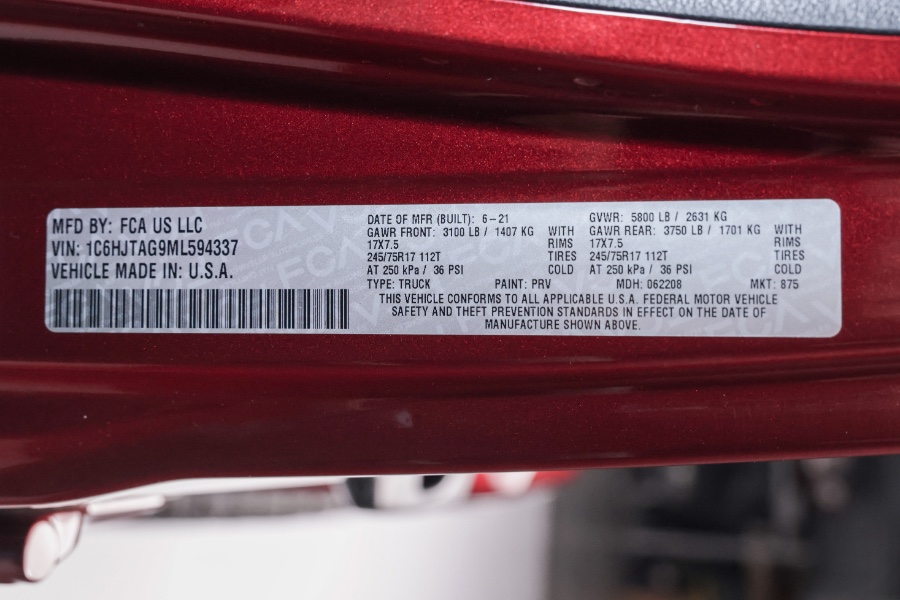 MFD BY: FCA US LLC
VIN: 1C6HJTAG9ML594337
VEHICLE MADE IN: U.S.A.
DATE OF MFR (BUILT): 6-21
GAWR FRONT: 3100 LB / 1407 KG WITH
17X7.5 RIMS
245/75R17 112T TIRES
AT 250 kPa / 36 PSI COLD
GVWR: 5800 LB / 2631 KG
GAWR REAR: 3750 LB / 1701 KG WITH
17X7.5 RIMS
245/75R17 112T TIRES
AT 250 kPa / 36 PSI COLD
TYPE: TRUCK PAINT: PRV MDH: 062208 MKT: 875
THIS VEHICLE CONFORMS TO ALL APPLICABLE U.S.A. FEDERAL MOTOR VEHICLE
SAFETY AND THEFT PREVENTION STANDARDS IN EFFECT ON THE DATE OF
MANUFACTURE SHOWN ABOVE.